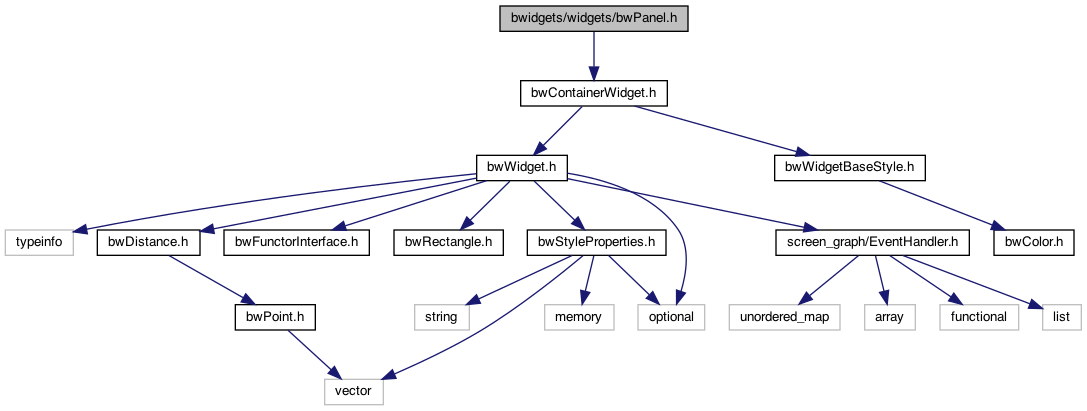 bwidgets/widgets/bwPanel.h
bwContainerWidget.h
bwWidget.h
bwWidgetBaseStyle.h
typeinfo
bwDistance.h
bwFunctorInterface.h
bwRectangle.h
bwStyleProperties.h
screen_graph/EventHandler.h
bwColor.h
bwPoint.h
string
memory
optional
unordered_map
array
functional
list
vector